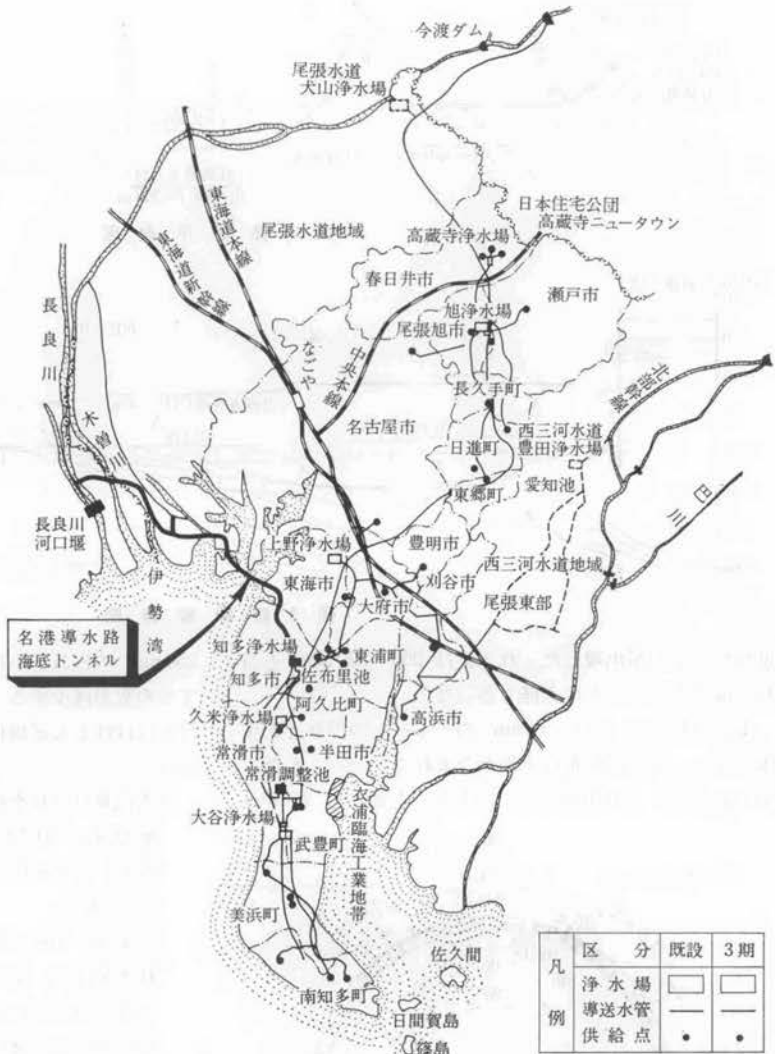 今渡ダム
尾張水道
犬山浄水場
東海道本線
東海道新幹線
尾張水道地域
日本住宅公団
高蔵寺ニュータウン
高蔵寺浄水場
春日井市
瀬戸市
旭浄水場
尾張旭市
長良川
木曽川
なごや
中央本線
長久手町
北部幹線
名古屋市
西三河水道
豊田浄水場
日進町
愛知池
東郷町
巴川
長良川
河口堰
伊勢湾
上野浄水場
豊明市
西三河水道地域
東海市
刈谷市
大府市
尾張東部
名港導水路
海底トンネル
知多浄水場
東浦町
知多市
佐布里池
阿久比町
久米浄水場
高浜市
常滑市
半田市
常滑調整池
衣浦臨海工業地帯
大谷浄水場
武豊町
美浜町
佐久間
南知多町
日間賀島
篠島
凡例
区分 既設 3期
浄水場
導送水管
供給点